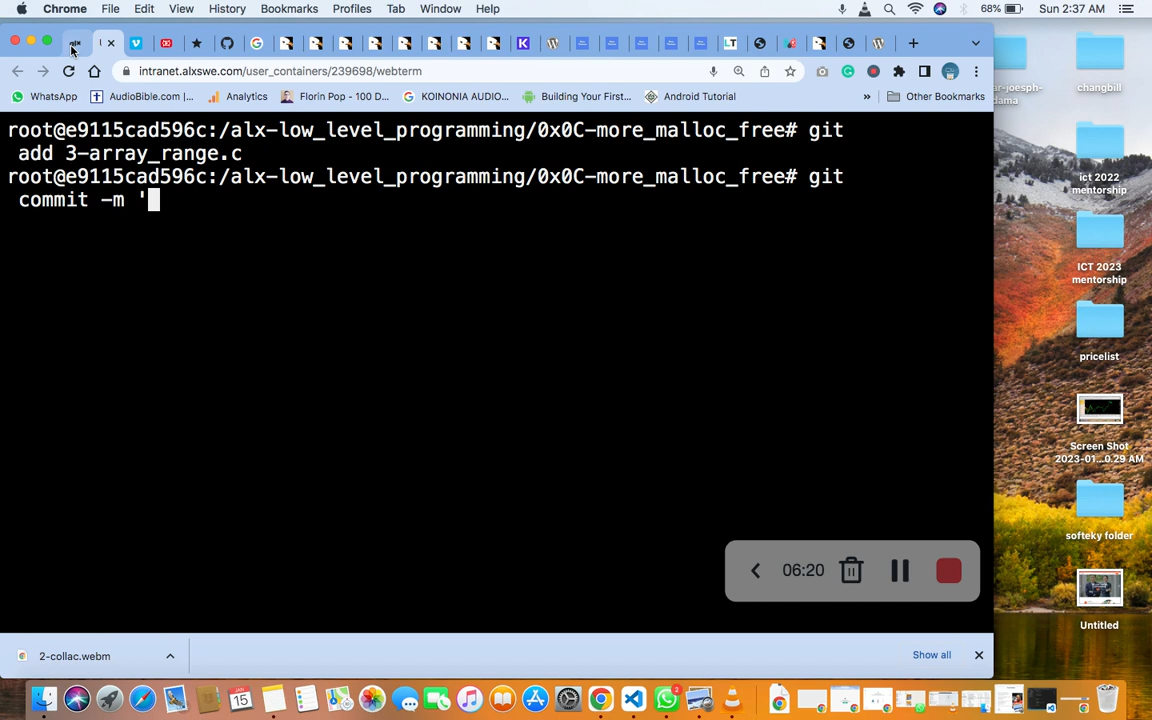 Chrome File Edit View History Bookmarks Profiles Tab Window Help 68% Sun 2:37 AM
intranet.alxswe.com/user_containers/239698/webterm
WhatsApp AudioBible.com |... Analytics Florin Pop - 100 D... KOINONIA AUDIO... Building Your First... Android Tutorial » Other Bookmarks
root@e9115cad596c:/alx-low_level_programming/0x0C-more_malloc_free# git
add 3-array_range.c
root@e9115cad596c:/alx-low_level_programming/0x0C-more_malloc_free# git
commit -m '
06:20
2-collac.webm
Show all
changbill
ict 2022
mentorship
ICT 2023
mentorship
pricelist
Screen Shot
2023-01...0.29 AM
softeky folder
Untitled